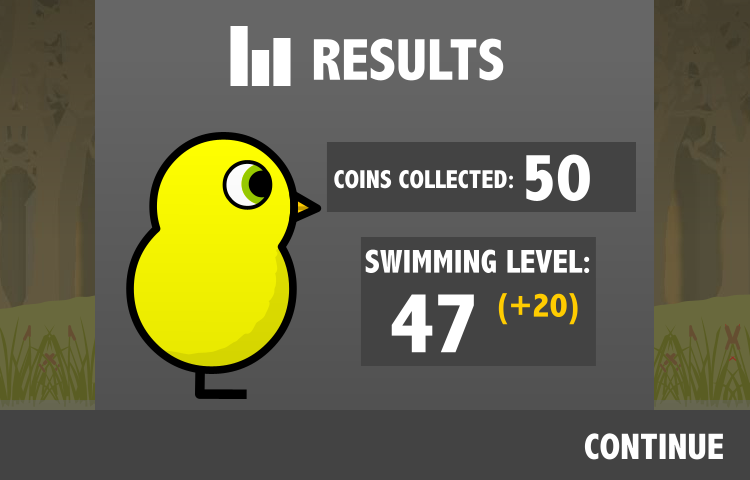 RESULTS
COINS COLLECTED: 50
SWIMMING LEVEL:
47 (+20)
CONTINUE